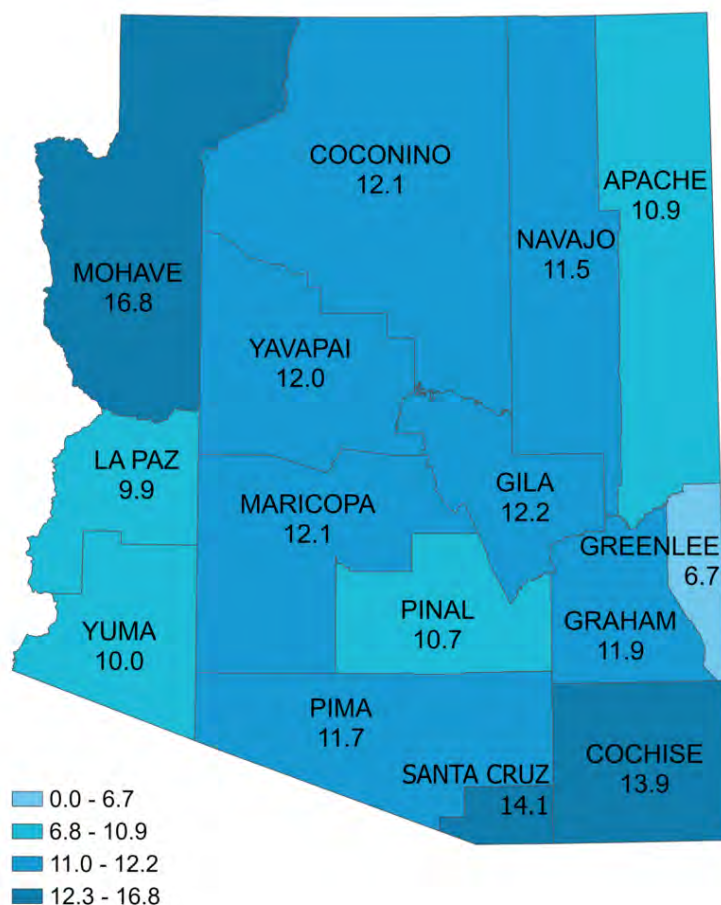 COCONINO
12.1
APACHE
10.9
NAVAJO
11.5
MOHAVE
16.8
YAVAPAI
12.0
LA PAZ
9.9
GILA
12.2
MARICOPA
12.1
GREENLEE
6.7
PINAL
10.7
GRAHAM
11.9
YUMA
10.0
PIMA
11.7
COCHISE
13.9
SANTA CRUZ
14.1
0.0 - 6.7
6.8 - 10.9
11.0 - 12.2
12.3 - 16.8